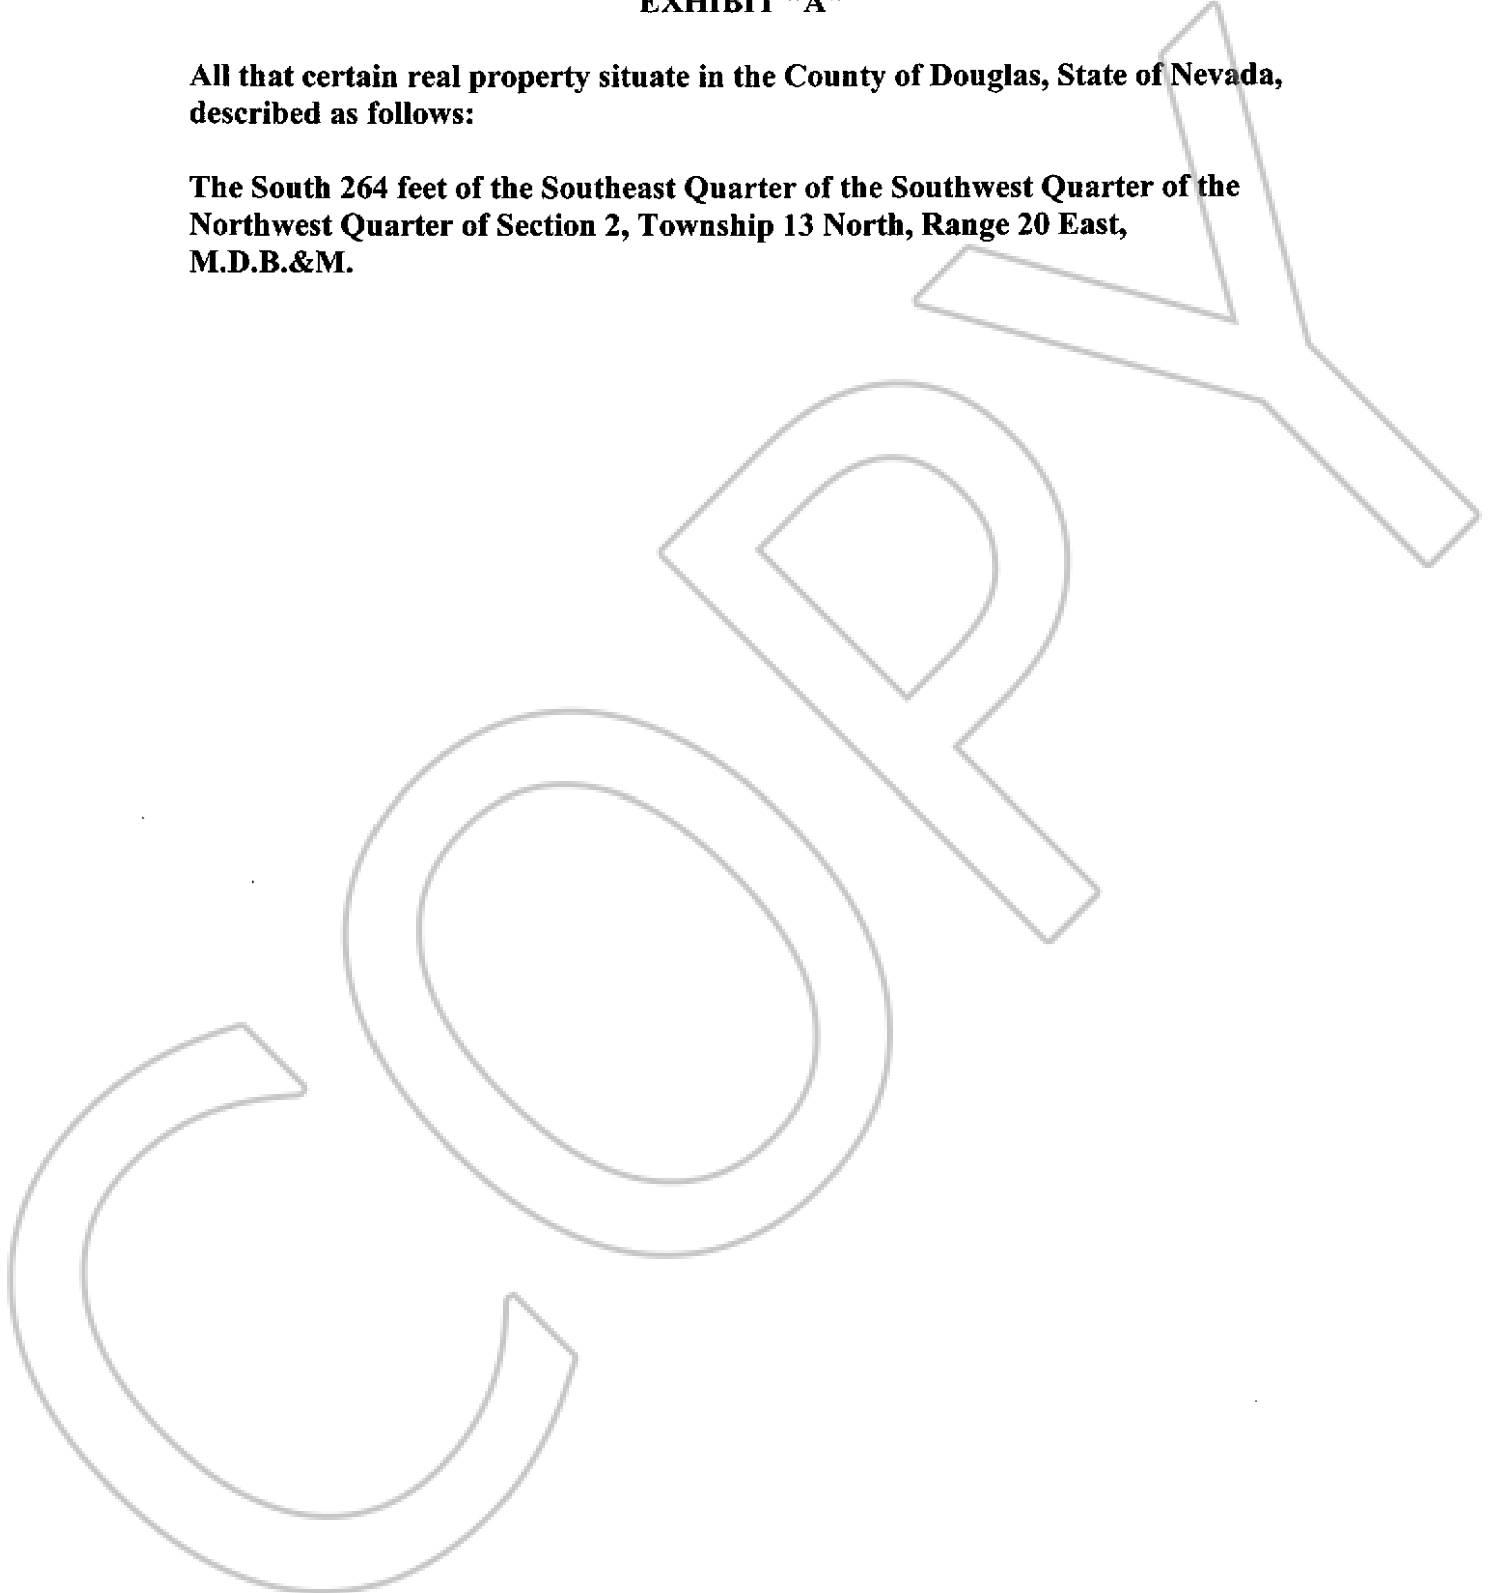 EXHIBIT "A"
All that certain real property situate in the County of Douglas, State of Nevada,
described as follows:
The South 264 feet of the Southeast Quarter of the Southwest Quarter of the
Northwest Quarter of Section 2, Township 13 North, Range 20 East,
M.D.B.&M.
COPY